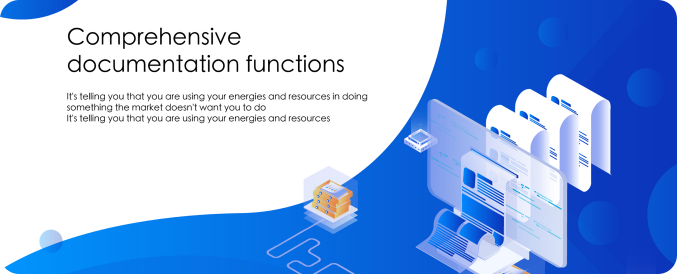 Comprehensive
documentation functions
It's telling you that you are using your energies and resources in doing
something the market doesn't want you to do
It's telling you that you are using your energies and resources